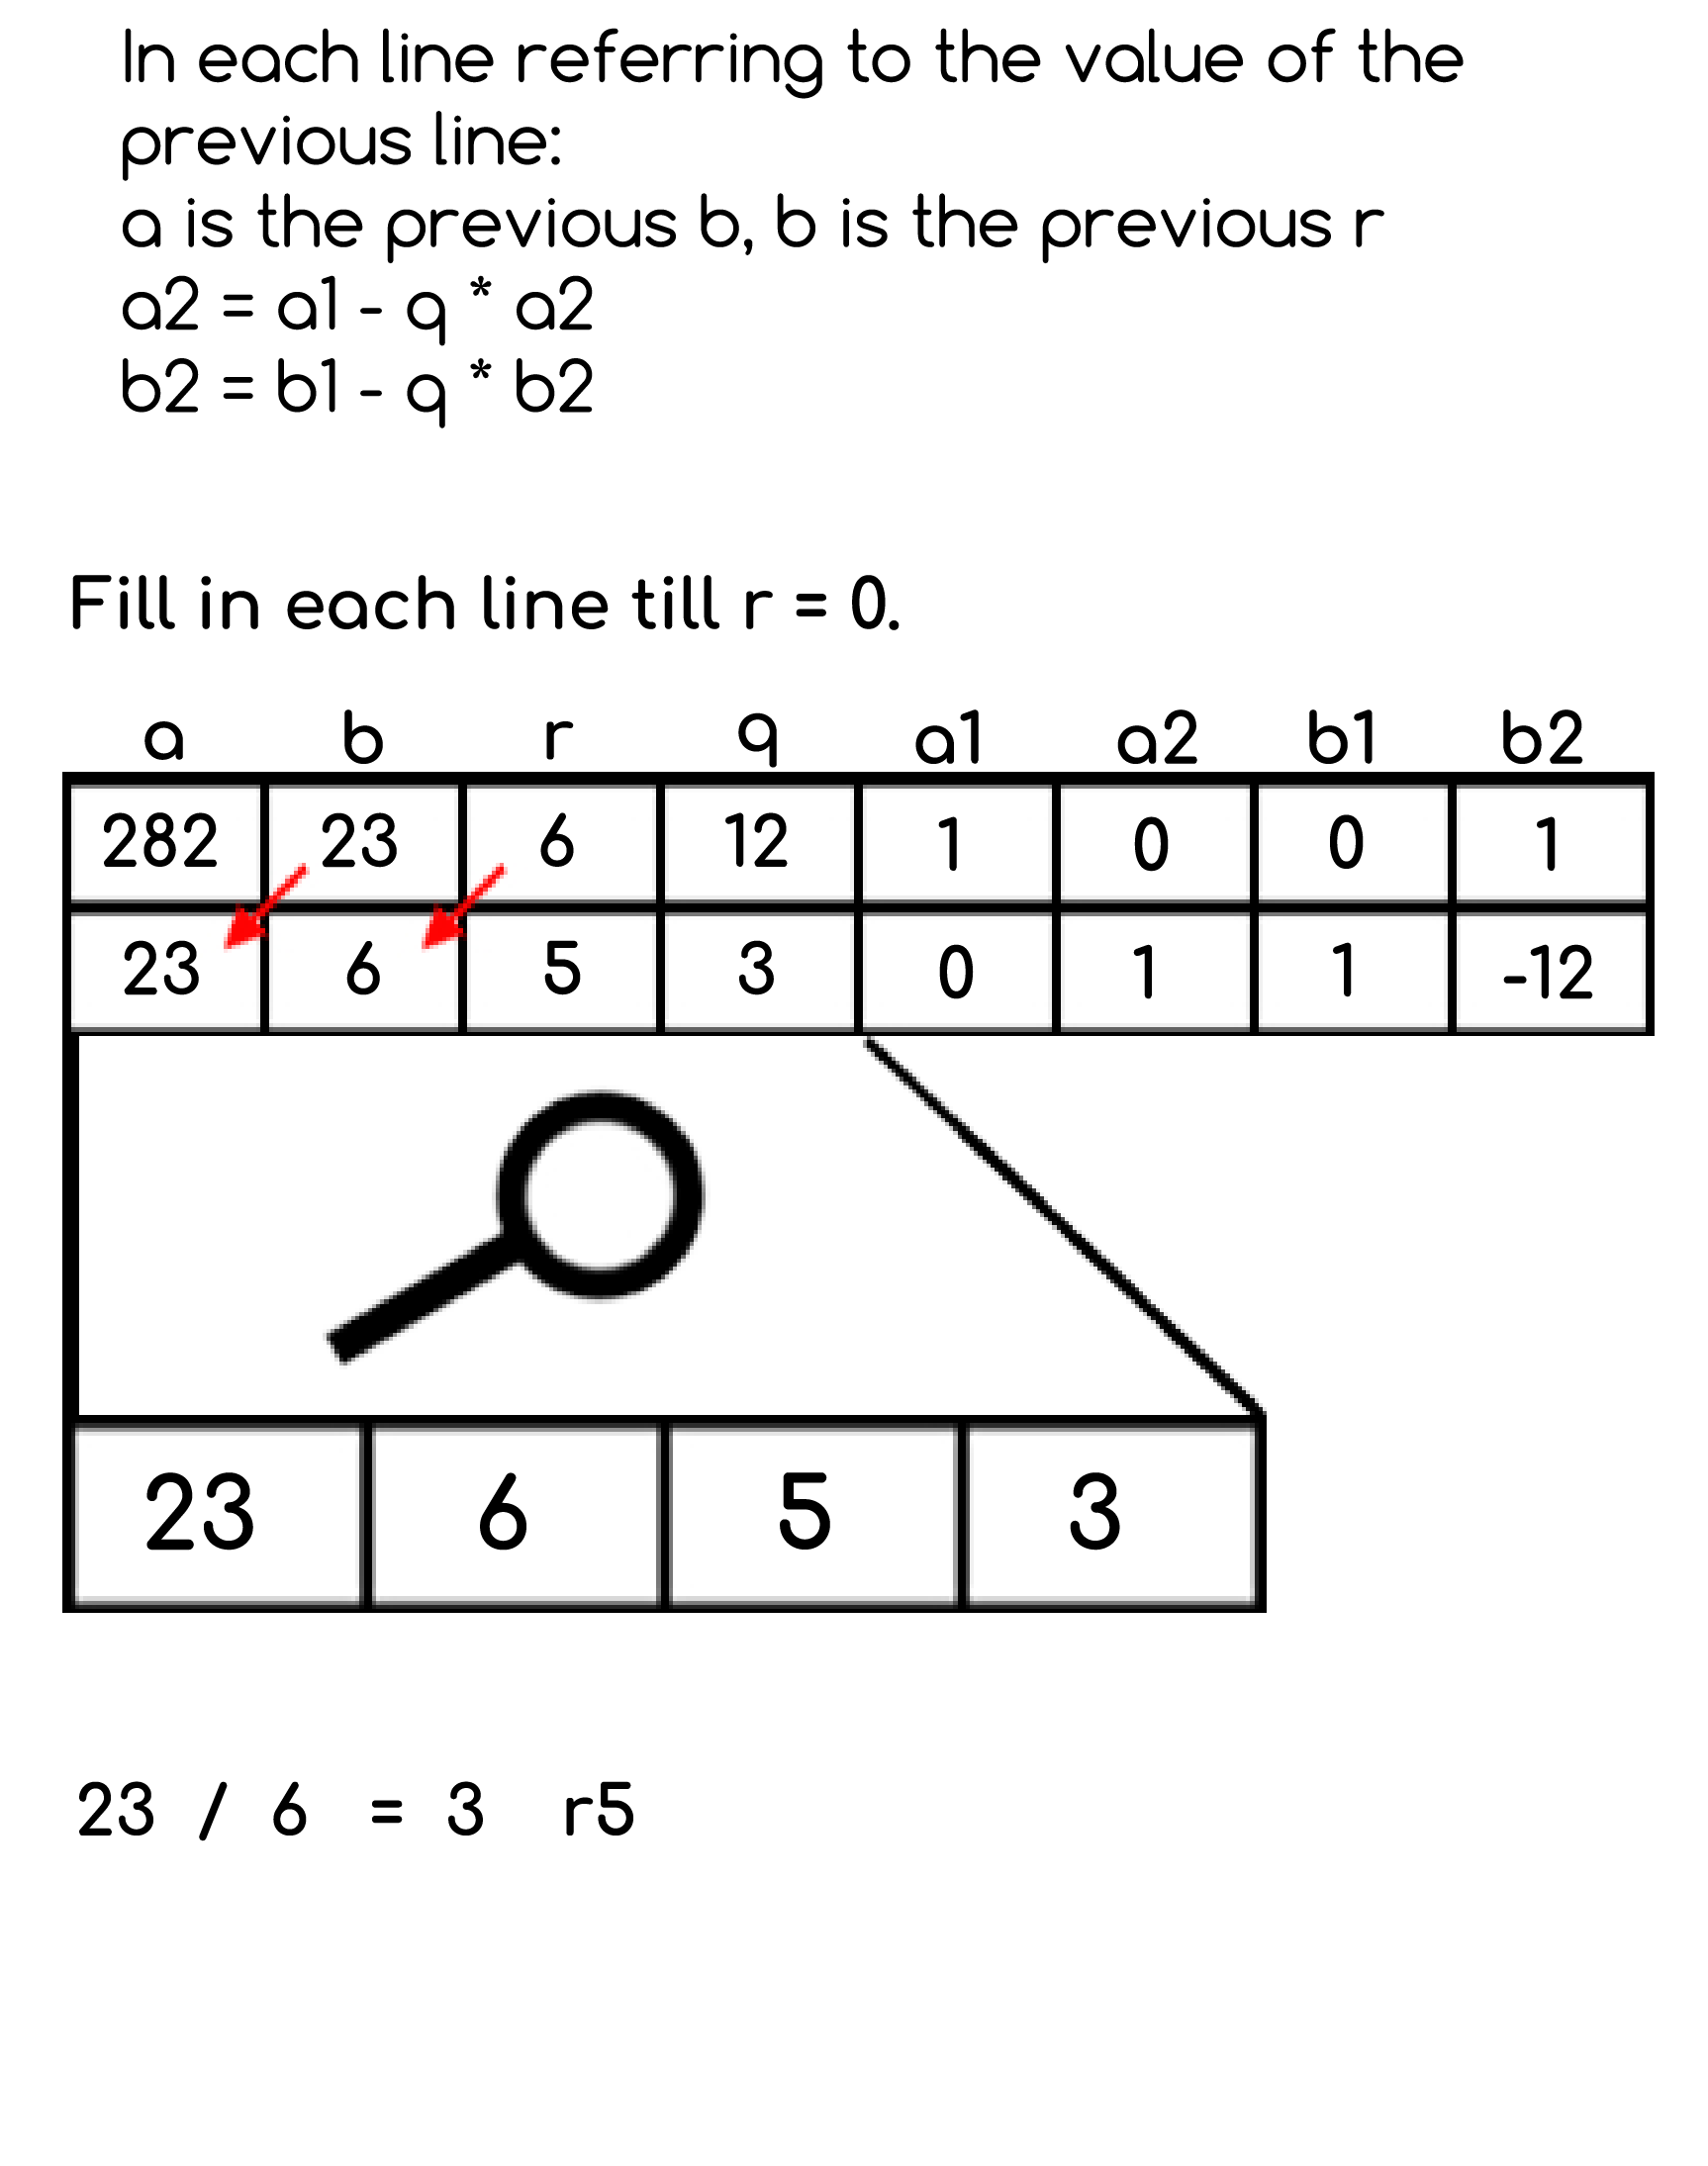 In each line referring to the value of the
previous line:
a is the previous b, b is the previous r
a2 = a1 - q * a2
b2 = b1 - q * b2
Fill in each line till r = 0.
a b r q a1 a2 b1 b2
282 23 6 12 1 0 0 1
23 6 5 3 0 1 1 -12
23 6 5 3
23 / 6 = 3 r5